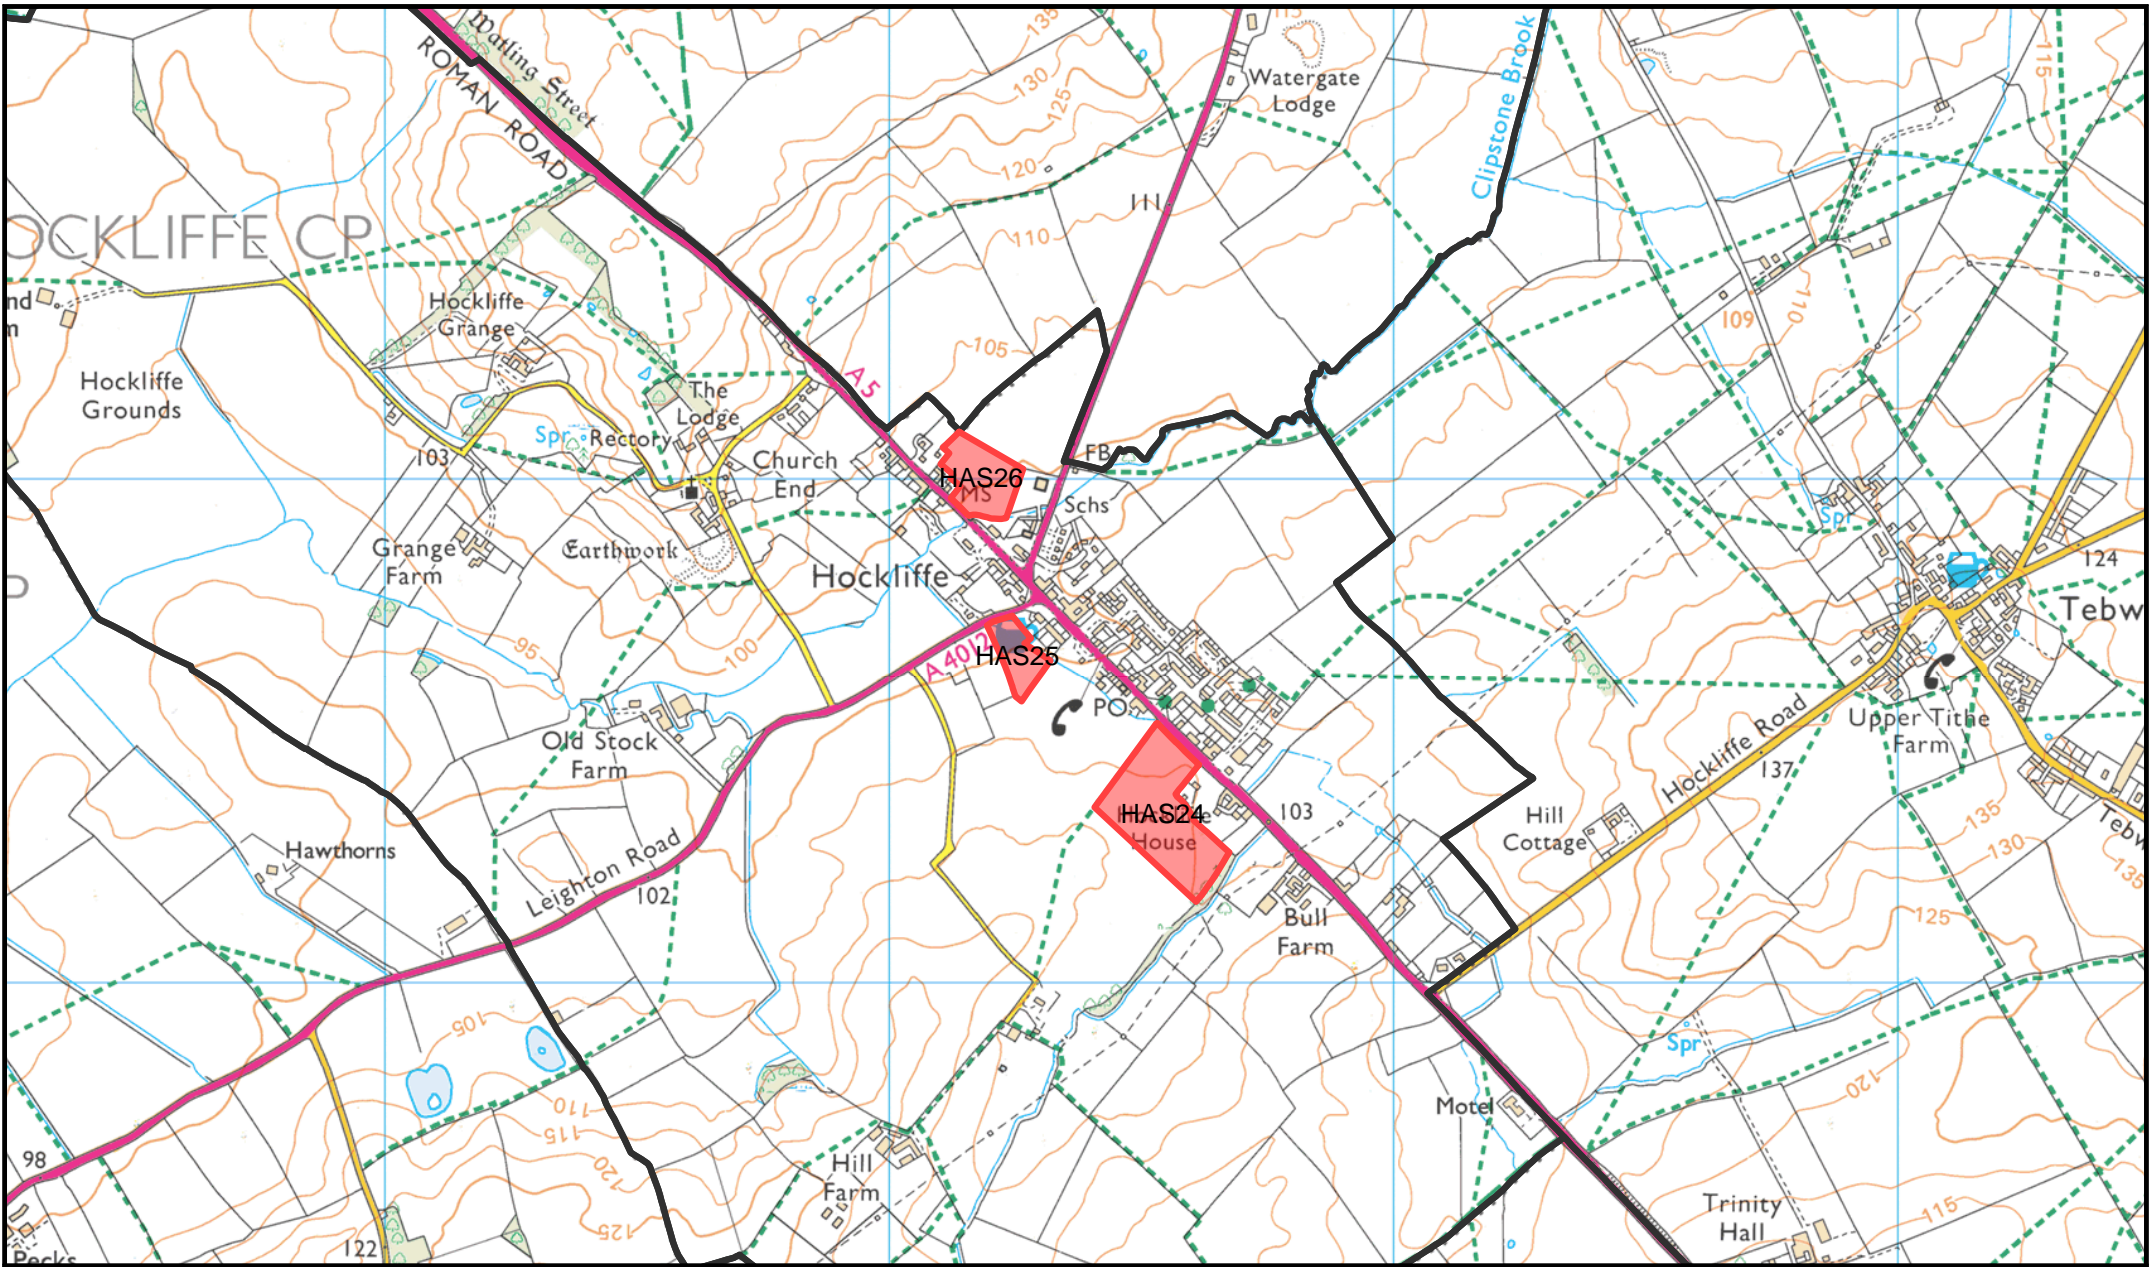 Watling Street
ROMAN ROAD
135
115
Watergate
Lodge
Clipstone Brook
115
130
125
120
111
110
OCKLIFFE CP
Hockliffe
Grange
nd
m
109
110
105
A5
Hockliffe
Grounds
The
Lodge
Spr
Rectory
103
Church
End
FB
HAS26
MS
Schs
Spr
Grange
Farm
Earthwork
Hockliffe
124
Tebw
P
95
100
A 4012
HAS25
PO
Upper Tithe
Farm
Old Stock
Farm
Hockliffe Road
137
HAS24
House
103
Hill
Cottage
135
130
135
Tebw
Hawthorns
Leighton Road
102
Bull
Farm
125
105
Spr
110
115
120
125
120
Motel
98
Hill
Farm
Trinity
Hall
115
122
Pecks